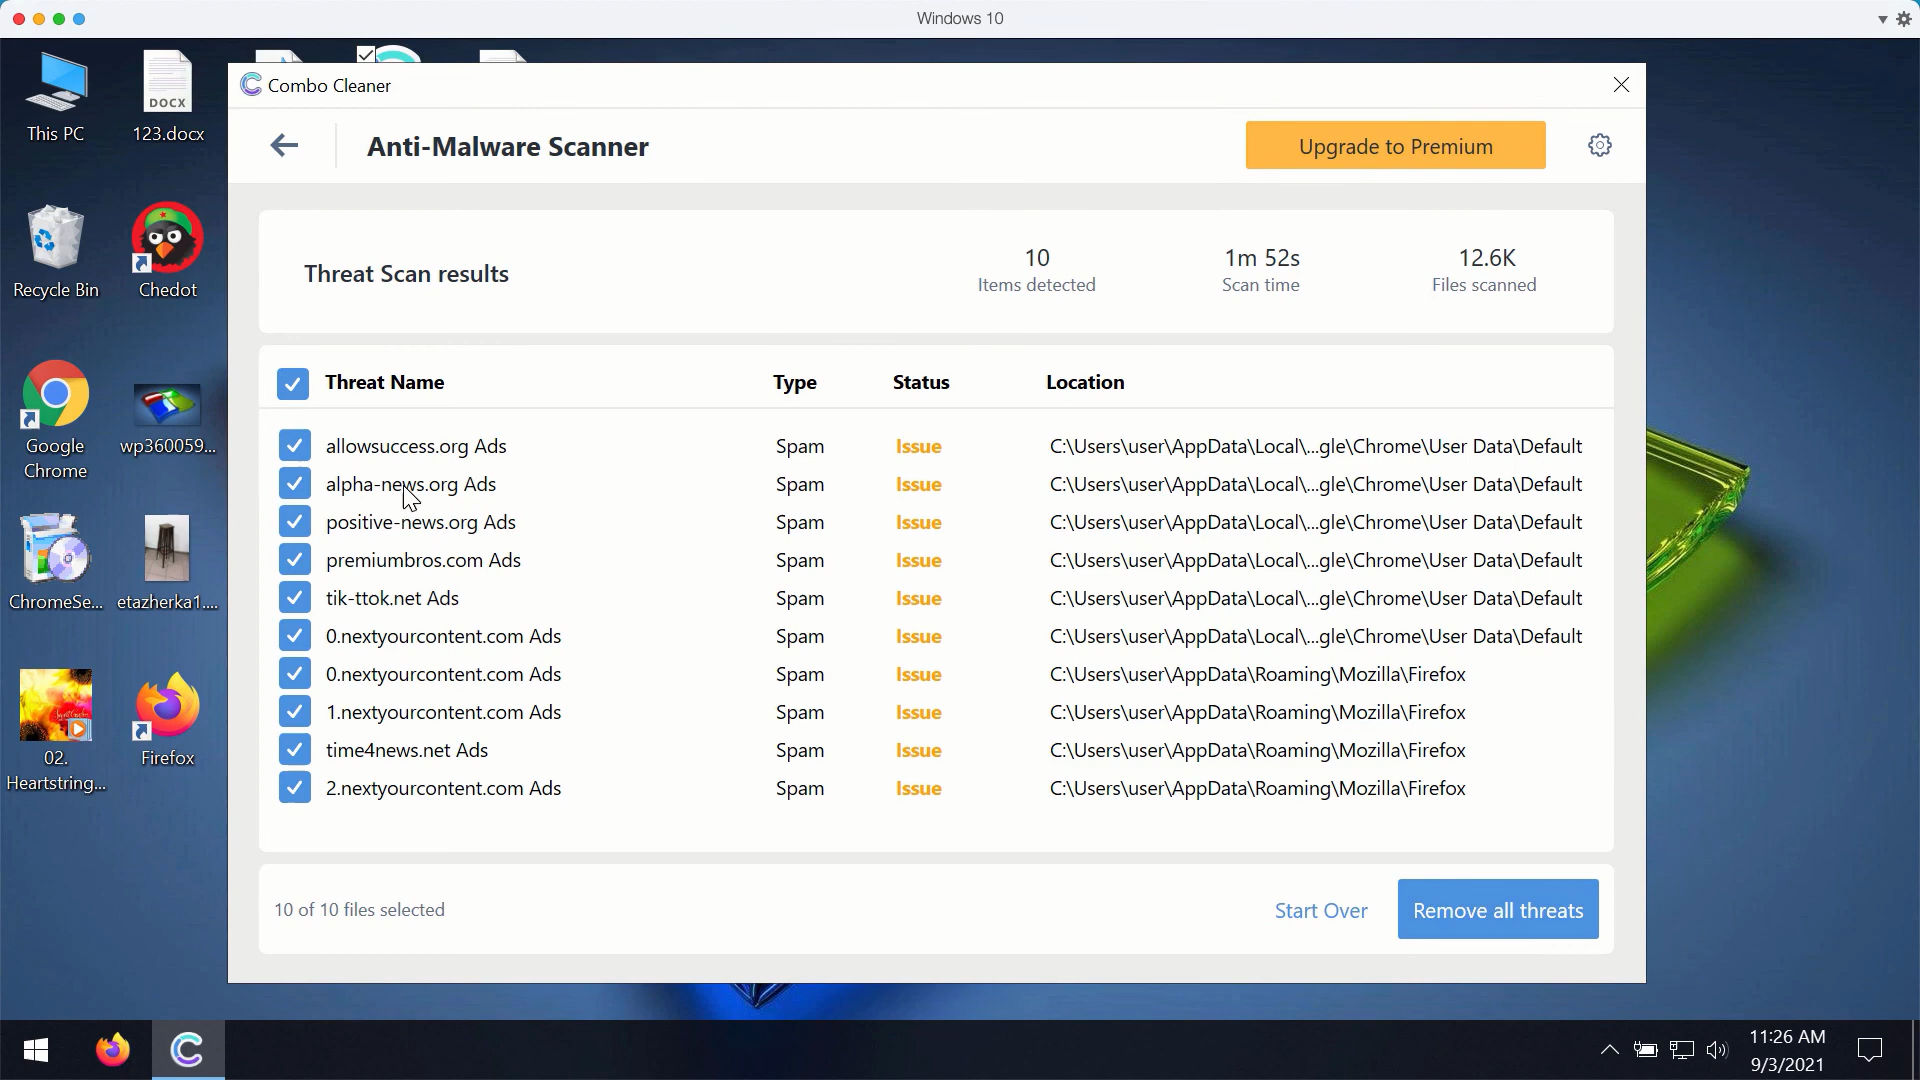 Windows 10
This PC
123.docx
DOCX
Recycle Bin
Chedot
Google
Chrome
wp360059...
ChromeSe...
etazherka1....
02.
Heartstring...
Firefox
Combo Cleaner
Anti-Malware Scanner
Upgrade to Premium
Threat Scan results
10
Items detected
1m 52s
Scan time
12.6K
Files scanned
Threat Name Type Status Location
allowsuccess.org Ads Spam Issue C:\Users\user\AppData\Local\...gle\Chrome\User Data\Default
alpha-news.org Ads Spam Issue C:\Users\user\AppData\Local\...gle\Chrome\User Data\Default
positive-news.org Ads Spam Issue C:\Users\user\AppData\Local\...gle\Chrome\User Data\Default
premiumbros.com Ads Spam Issue C:\Users\user\AppData\Local\...gle\Chrome\User Data\Default
tik-ttok.net Ads Spam Issue C:\Users\user\AppData\Local\...gle\Chrome\User Data\Default
0.nextyourcontent.com Ads Spam Issue C:\Users\user\AppData\Local\...gle\Chrome\User Data\Default
0.nextyourcontent.com Ads Spam Issue C:\Users\user\AppData\Roaming\Mozilla\Firefox
1.nextyourcontent.com Ads Spam Issue C:\Users\user\AppData\Roaming\Mozilla\Firefox
time4news.net Ads Spam Issue C:\Users\user\AppData\Roaming\Mozilla\Firefox
2.nextyourcontent.com Ads Spam Issue C:\Users\user\AppData\Roaming\Mozilla\Firefox
10 of 10 files selected
Start Over
Remove all threats
11:26 AM
9/3/2021